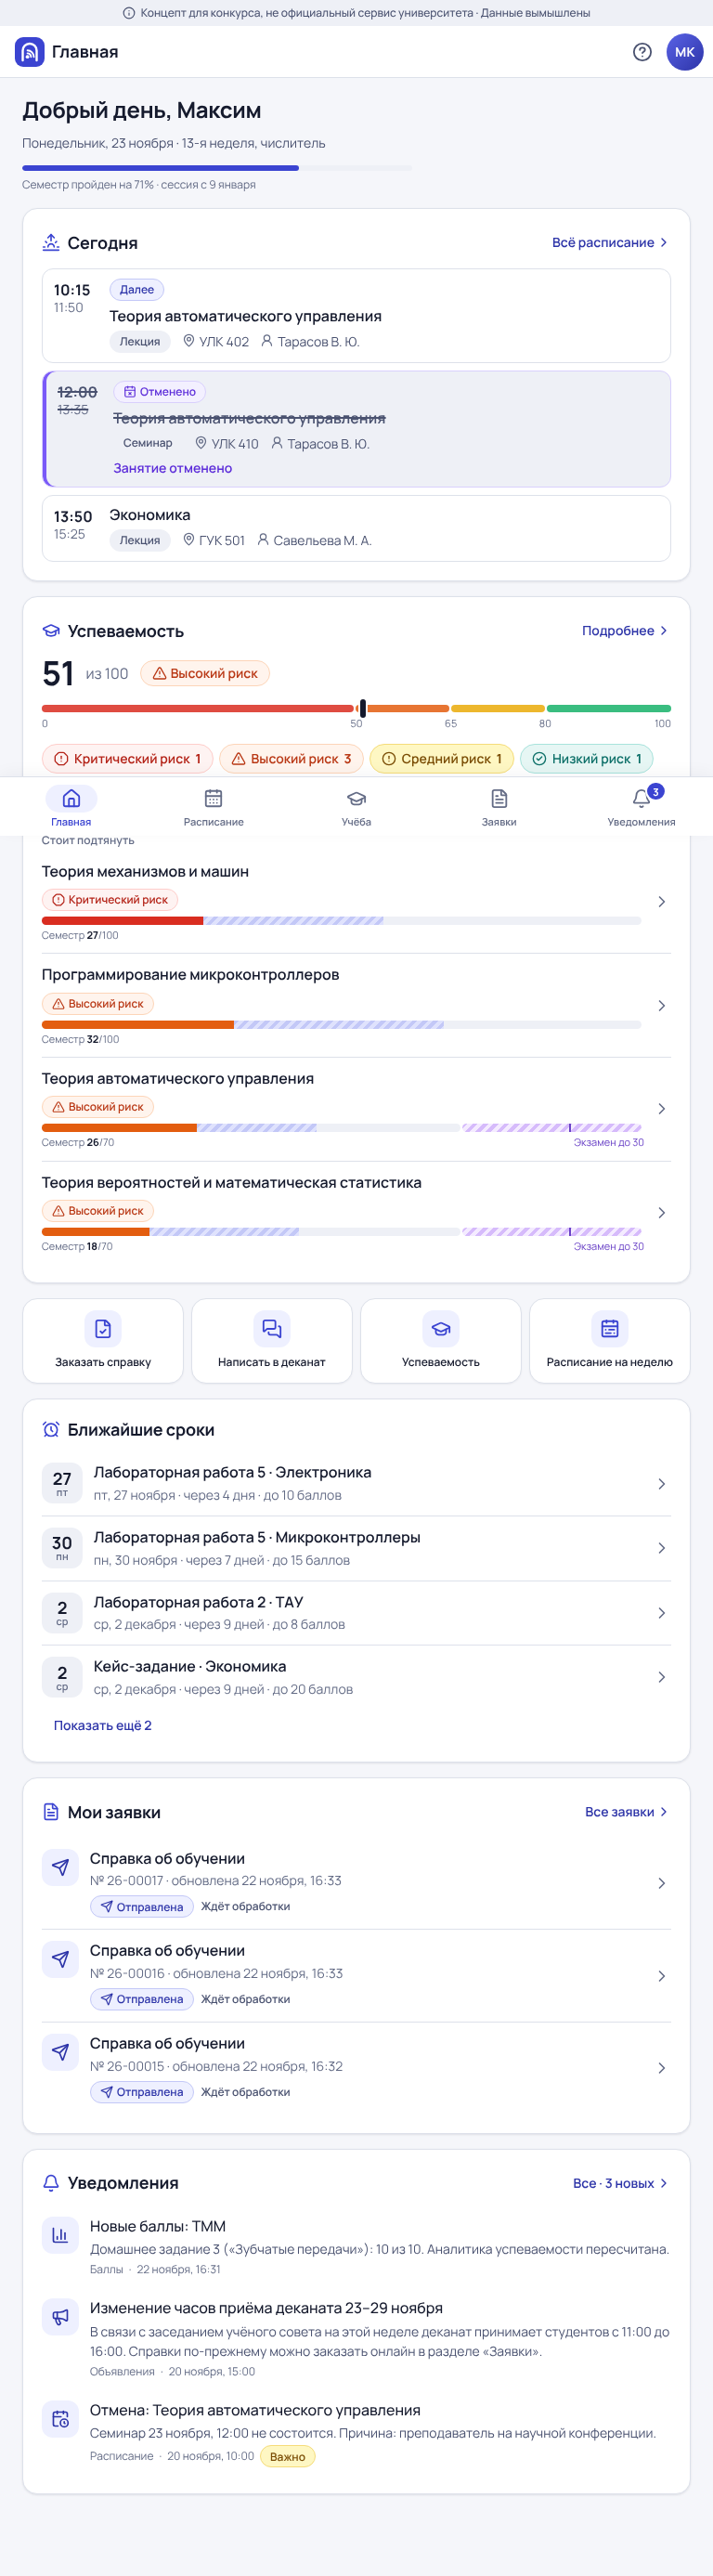 Концепт для конкурса, не официальный сервис университета · Данные вымышлены
Главная
МК
Добрый день, Максим
Понедельник, 23 ноября · 13-я неделя, числитель
Семестр пройден на 71% · сессия с 9 января
Сегодня
Всё расписание
10:15
11:50
Далее
Теория автоматического управления
Лекция
УЛК 402
Тарасов В. Ю.
12:00
13:35
Отменено
Теория автоматического управления
Семинар
УЛК 410
Тарасов В. Ю.
Занятие отменено
13:50
15:25
Экономика
Лекция
ГУК 501
Савельева М. А.
Успеваемость
Подробнее
51 из 100
Высокий риск
0
50
65
80
100
Критический риск 1
Высокий риск 3
Средний риск 1
Низкий риск 1
Главная
Расписание
Учёба
Заявки
3
Уведомления
Стоит подтянуть
Теория механизмов и машин
Критический риск
Семестр 27/100
Программирование микроконтроллеров
Высокий риск
Семестр 32/100
Теория автоматического управления
Высокий риск
Семестр 26/70
Экзамен до 30
Теория вероятностей и математическая статистика
Высокий риск
Семестр 18/70
Экзамен до 30
Заказать справку
Написать в деканат
Успеваемость
Расписание на неделю
Ближайшие сроки
27
пт
Лабораторная работа 5 · Электроника
пт, 27 ноября · через 4 дня · до 10 баллов
30
пн
Лабораторная работа 5 · Микроконтроллеры
пн, 30 ноября · через 7 дней · до 15 баллов
2
ср
Лабораторная работа 2 · ТАУ
ср, 2 декабря · через 9 дней · до 8 баллов
2
ср
Кейс-задание · Экономика
ср, 2 декабря · через 9 дней · до 20 баллов
Показать ещё 2
Мои заявки
Все заявки
Справка об обучении
№ 26-00017 · обновлена 22 ноября, 16:33
Отправлена
Ждёт обработки
Справка об обучении
№ 26-00016 · обновлена 22 ноября, 16:33
Отправлена
Ждёт обработки
Справка об обучении
№ 26-00015 · обновлена 22 ноября, 16:32
Отправлена
Ждёт обработки
Уведомления
Все · 3 новых
Новые баллы: ТММ
Домашнее задание 3 («Зубчатые передачи»): 10 из 10. Аналитика успеваемости пересчитана.
Баллы · 22 ноября, 16:31
Изменение часов приёма деканата 23–29 ноября
В связи с заседанием учёного совета на этой неделе деканат принимает студентов с 11:00 до
16:00. Справки по-прежнему можно заказать онлайн в разделе «Заявки».
Объявления · 20 ноября, 15:00
Отмена: Теория автоматического управления
Семинар 23 ноября, 12:00 не состоится. Причина: преподаватель на научной конференции.
Расписание · 20 ноября, 10:00
Важно